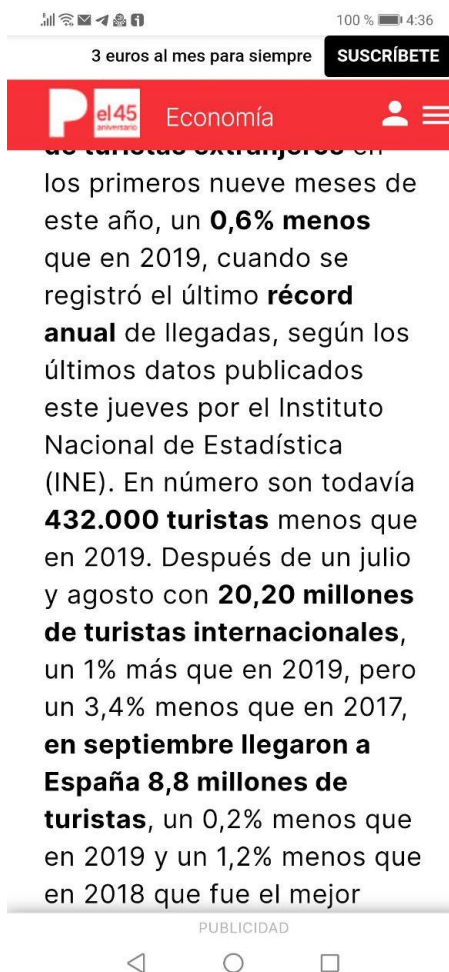 100 % 4:36
3 euros al mes para siempre SUSCRÍBETE
P el 45 aniversario Economía
de turistas extranjeros en
los primeros nueve meses de
este año, un 0,6% menos
que en 2019, cuando se
registró el último récord
anual de llegadas, según los
últimos datos publicados
este jueves por el Instituto
Nacional de Estadística
(INE). En número son todavía
432.000 turistas menos que
en 2019. Después de un julio
y agosto con 20,20 millones
de turistas internacionales,
un 1% más que en 2019, pero
un 3,4% menos que en 2017,
en septiembre llegaron a
España 8,8 millones de
turistas, un 0,2% menos que
en 2019 y un 1,2% menos que
en 2018 que fue el mejor
PUBLICIDAD